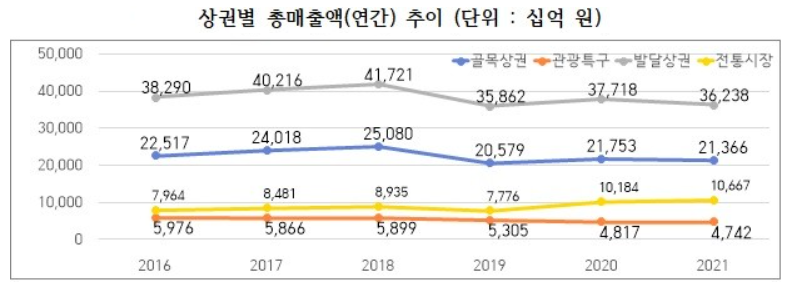 상권별 총매출액(연간) 추이 (단위 : 십억 원)
골목상권 관광특구 발달상권 전통시장
50,000
40,000
30,000
20,000
10,000
0
38,290 40,216 41,721 35,862 37,718 36,238
22,517 24,018 25,080 20,579 21,753 21,366
7,964 8,481 8,935 7,776 10,184 10,667
5,976 5,866 5,899 5,305 4,817 4,742
2016 2017 2018 2019 2020 2021